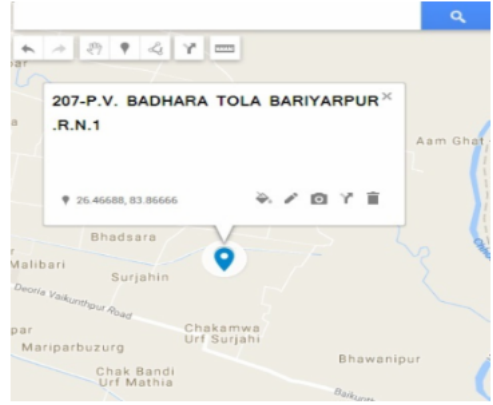 207-P.V. BADHARA TOLA BARIYARPUR
.R.N.1
Aam Ghat
26.46688, 83.86666
Bhadsara
Malibari
Surjahin
Deoria Vaikunthput Road
Chakamwa
Urf Surjahi
Mariparbuzurg
Bhawanipur
Chak Bandi
Urf Mathia